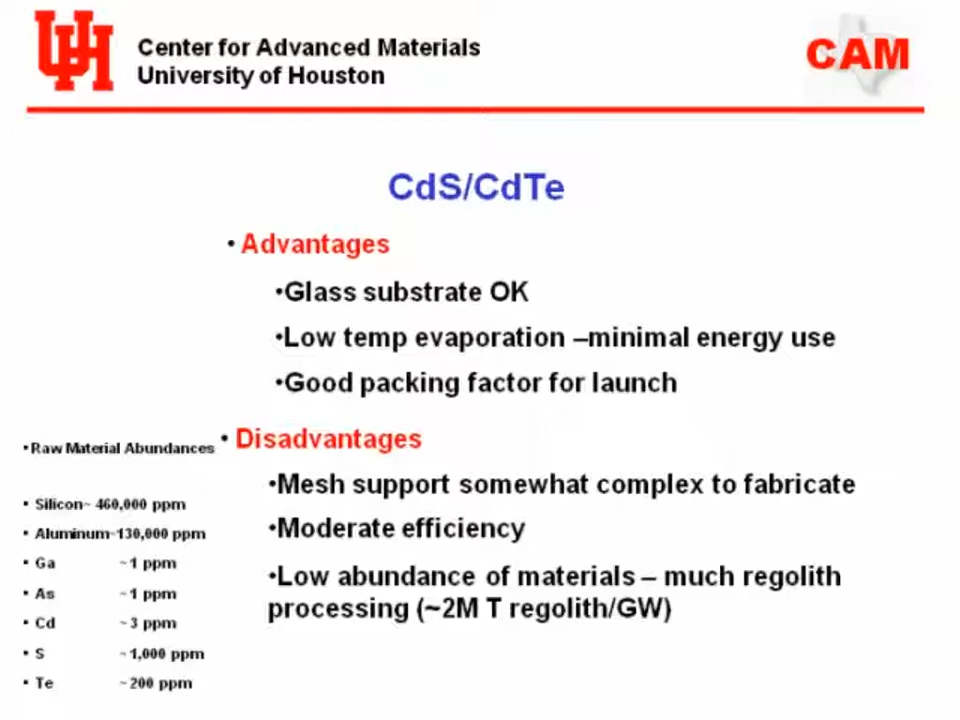 UH
Center for Advanced Materials
University of Houston
CAM
CdS/CdTe
• Advantages
•Glass substrate OK
•Low temp evaporation –minimal energy use
•Good packing factor for launch
• Disadvantages
•Mesh support somewhat complex to fabricate
•Moderate efficiency
•Low abundance of materials – much regolith
processing (~2M T regolith/GW)
•Raw Material Abundances
• Silicon~ 460,000 ppm
• Aluminum~130,000 ppm
• Ga ~1 ppm
• As ~1 ppm
• Cd ~3 ppm
• S ~1,000 ppm
• Te ~200 ppm